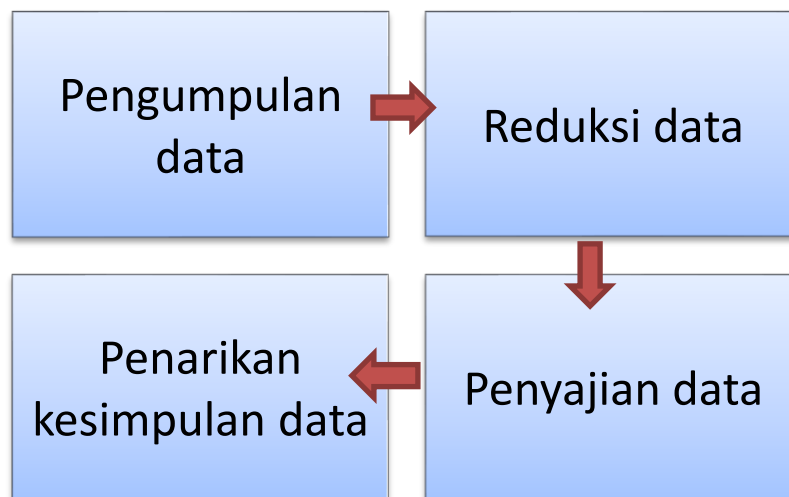 Pengumpulan
data
Reduksi data
Penarikan
kesimpulan data
Penyajian data